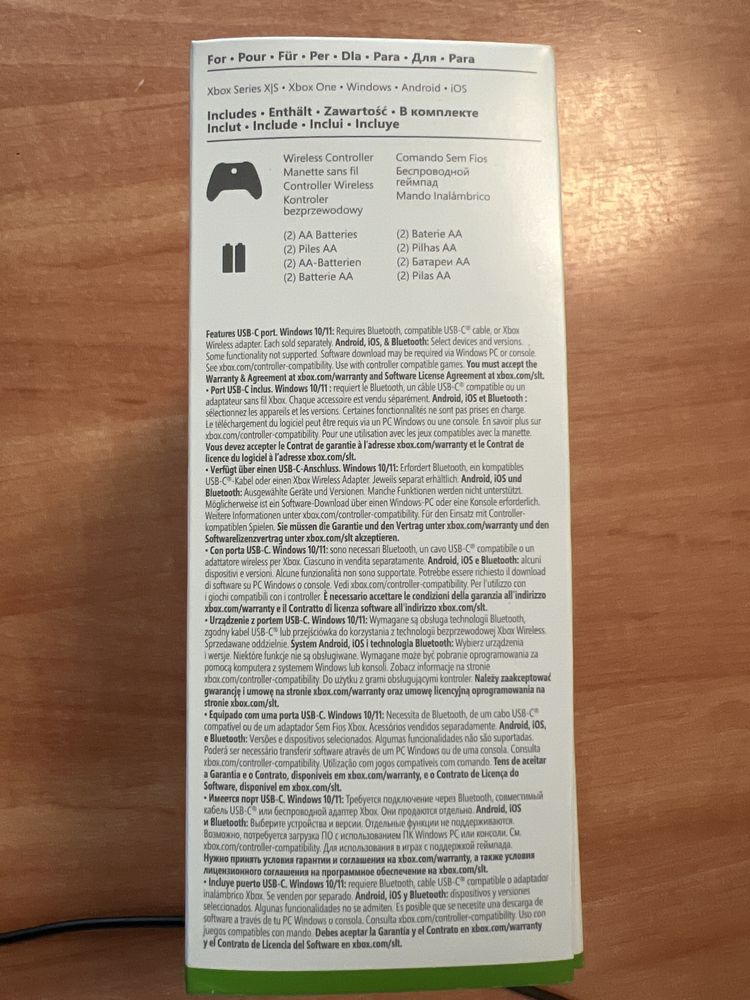 For • Pour • Für • Per • Dla • Para • Для • Para
Xbox Series X|S • Xbox One • Windows • Android • iOS
Includes • Enthält • Zawartość • В комплекте
Inclut • Include • Inclui • Incluye
Wireless Controller
Manette sans fil
Controller Wireless
Kontroler
bezprzewodowy
Comando Sem Fios
Беспроводной
геймпад
Mando Inalámbrico
(2) AA Batteries
(2) Piles AA
(2) AA-Batterien
(2) Batterie AA
(2) Baterie AA
(2) Pilhas AA
(2) Батареи AA
(2) Pilas AA
Features USB-C port. Windows 10/11: Requires Bluetooth, compatible USB-C® cable, or Xbox
Wireless adapter. Each sold separately. Android, iOS, & Bluetooth: Select devices and versions.
Some functionality not supported. Software download may be required via Windows PC or console.
See xbox.com/controller-compatibility. Use with controller compatible games. You must accept the
Warranty & Agreement at xbox.com/warranty and Software License Agreement at xbox.com/slt.
• Port USB-C inclus. Windows 10/11 : requiert le Bluetooth, un câble USB-C® compatible ou un
adaptateur sans fil Xbox. Chaque accessoire est vendu séparément. Android, iOS et Bluetooth :
sélectionnez les appareils et les versions. Certaines fonctionnalités ne sont pas prises en charge.
Le téléchargement du logiciel peut être requis via un PC Windows ou une console. En savoir plus sur
xbox.com/controller-compatibility. Pour une utilisation avec les jeux compatibles avec la manette.
Vous devez accepter le Contrat de garantie à l'adresse xbox.com/warranty et le Contrat de
licence du logiciel à l'adresse xbox.com/slt.
• Verfügt über einen USB-C-Anschluss. Windows 10/11: Erfordert Bluetooth, ein kompatibles
USB-C®-Kabel oder einen Xbox Wireless Adapter. Jeweils separat erhältlich. Android, iOS und
Bluetooth: Ausgewählte Geräte und Versionen. Manche Funktionen werden nicht unterstützt.
Möglicherweise ist ein Software-Download über einen Windows-PC oder eine Konsole erforderlich.
Weitere Informationen unter xbox.com/controller-compatibility. Für den Einsatz mit Controller-
kompatiblen Spielen. Sie müssen die Garantie und den Vertrag unter xbox.com/warranty und den
Softwarelizenzvertrag unter xbox.com/slt akzeptieren.
• Con porta USB-C. Windows 10/11: sono necessari Bluetooth, un cavo USB-C® compatibile o un
adattatore wireless per Xbox. Ciascuno in vendita separatamente. Android, iOS e Bluetooth: alcuni
dispositivi e versioni. Alcune funzionalità non sono supportate. Potrebbe essere richiesto il download
di software su PC Windows o console. Vedi xbox.com/controller-compatibility. Per l'utilizzo con
i giochi compatibili con i controller. È necessario accettare le condizioni della garanzia all'indirizzo
xbox.com/warranty e il Contratto di licenza software all'indirizzo xbox.com/slt.
• Urządzenie z portem USB-C. Windows 10/11: Wymagane są obsługa technologii Bluetooth,
zgodny kabel USB-C® lub przejściówka do korzystania z technologii bezprzewodowej Xbox Wireless.
Sprzedawane oddzielnie. System Android, iOS i technologia Bluetooth: Wybierz urządzenia
i wersje. Niektóre funkcje nie są obsługiwane. Wymagane może być pobranie oprogramowania za
pomocą komputera z systemem Windows lub konsoli. Zobacz informacje na stronie
xbox.com/controller-compatibility. Do użytku z grami obsługującymi kontroler. Należy zaakceptować
gwarancję i umowę na stronie xbox.com/warranty oraz umowę licencyjną oprogramowania na
stronie xbox.com/slt.
• Equipado com uma porta USB-C. Windows 10/11: Necessita de Bluetooth, de um cabo USB-C®
compatível ou de um adaptador Sem Fios Xbox. Acessórios vendidos separadamente. Android, iOS,
e Bluetooth: Versões e dispositivos selecionados. Algumas funcionalidades não são suportadas.
Poderá ser necessário transferir software através de um PC Windows ou de uma consola. Consulta
xbox.com/controller-compatibility. Utilização com jogos compatíveis com comando. Tens de aceitar
a Garantia e o Contrato, disponíveis em xbox.com/warranty, e o Contrato de Licença do
Software, disponível em xbox.com/slt.
• Имеется порт USB-C. Windows 10/11: Требуется подключение через Bluetooth, совместимый
кабель USB-C® или беспроводной адаптер Xbox. Они продаются отдельно. Android, iOS
и Bluetooth: Выберите устройства и версии. Отдельные функции не поддерживаются.
Возможно, потребуется загрузка ПО с использованием ПК Windows PC или консоли. См.
xbox.com/controller-compatibility. Для использования в играх с поддержкой геймпада.
Нужно принять условия гарантии и соглашения на xbox.com/warranty, а также условия
лицензионного соглашения на программное обеспечение на xbox.com/slt.
• Incluye puerto USB-C. Windows 10/11: requiere Bluetooth, cable USB-C® compatible o adaptador
inalámbrico Xbox. Se venden por separado. Android, iOS y Bluetooth: dispositivos y versiones
seleccionados. Algunas funcionalidades no se admiten. Es posible que se necesite una descarga de
software a través de tu PC Windows o consola. Consulta xbox.com/controller-compatibility. Uso con
juegos compatibles con mando. Debes aceptar la Garantía y el Contrato en xbox.com/warranty
y el Contrato de Licencia del Software en xbox.com/slt.